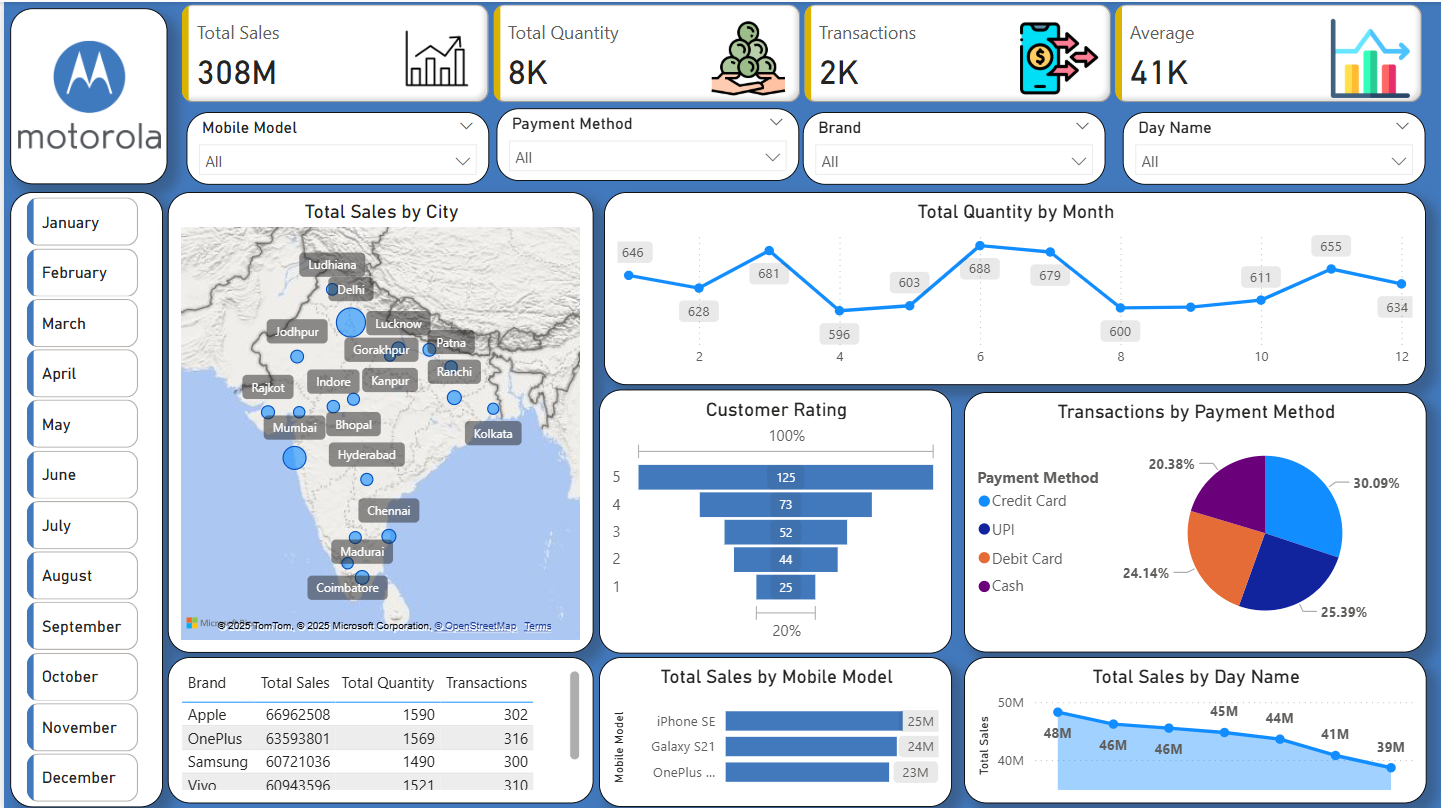 motorola
Total Sales
308M
Total Quantity
8K
Transactions
2K
Average
41K
Mobile Model
All
Payment Method
All
Brand
All
Day Name
All
January
February
March
April
May
June
July
August
September
October
November
December
Total Sales by City
Ludhiana
Delhi
Jodhpur
Lucknow
Gorakhpur
Patna
Ranchi
Rajkot
Indore
Kanpur
Mumbai
Bhopal
Kolkata
Hyderabad
Chennai
Madurai
Coimbatore
© 2025 TomTom, © 2025 Microsoft Corporation, © OpenStreetMap Terms
Total Quantity by Month
646
628
681
596
603
688
679
600
611
655
634
2 4 6 8 10 12
Customer Rating
100%
5 125
4 73
3 52
2 44
1 25
20%
Transactions by Payment Method
Payment Method
Credit Card
UPI
Debit Card
Cash
20.38%
30.09%
24.14%
25.39%
Brand Total Sales Total Quantity Transactions
Apple 66962508 1590 302
OnePlus 63593801 1569 316
Samsung 60721036 1490 300
Vivo 60943596 1521 310
Total Sales by Mobile Model
Mobile Model
iPhone SE 25M
Galaxy S21 24M
OnePlus ... 23M
Total Sales by Day Name
Total Sales
50M
40M
48M
46M
46M
45M
44M
41M
39M